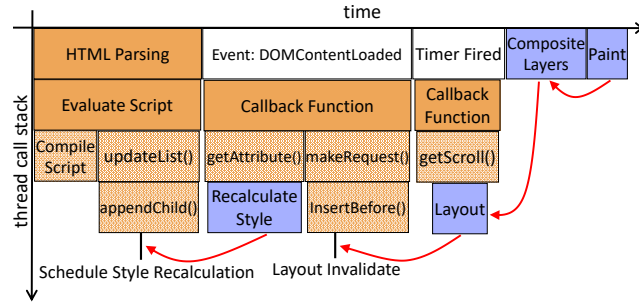 time
thread call stack
HTML Parsing
Event: DOMContentLoaded
Timer Fired
Composite
Layers
Paint
Evaluate Script
Callback Function
Callback
Function
Compile
Script
updateList()
getAttribute()
makeRequest()
getScroll()
appendChild()
Recalculate
Style
InsertBefore()
Layout
Schedule Style Recalculation
Layout Invalidate